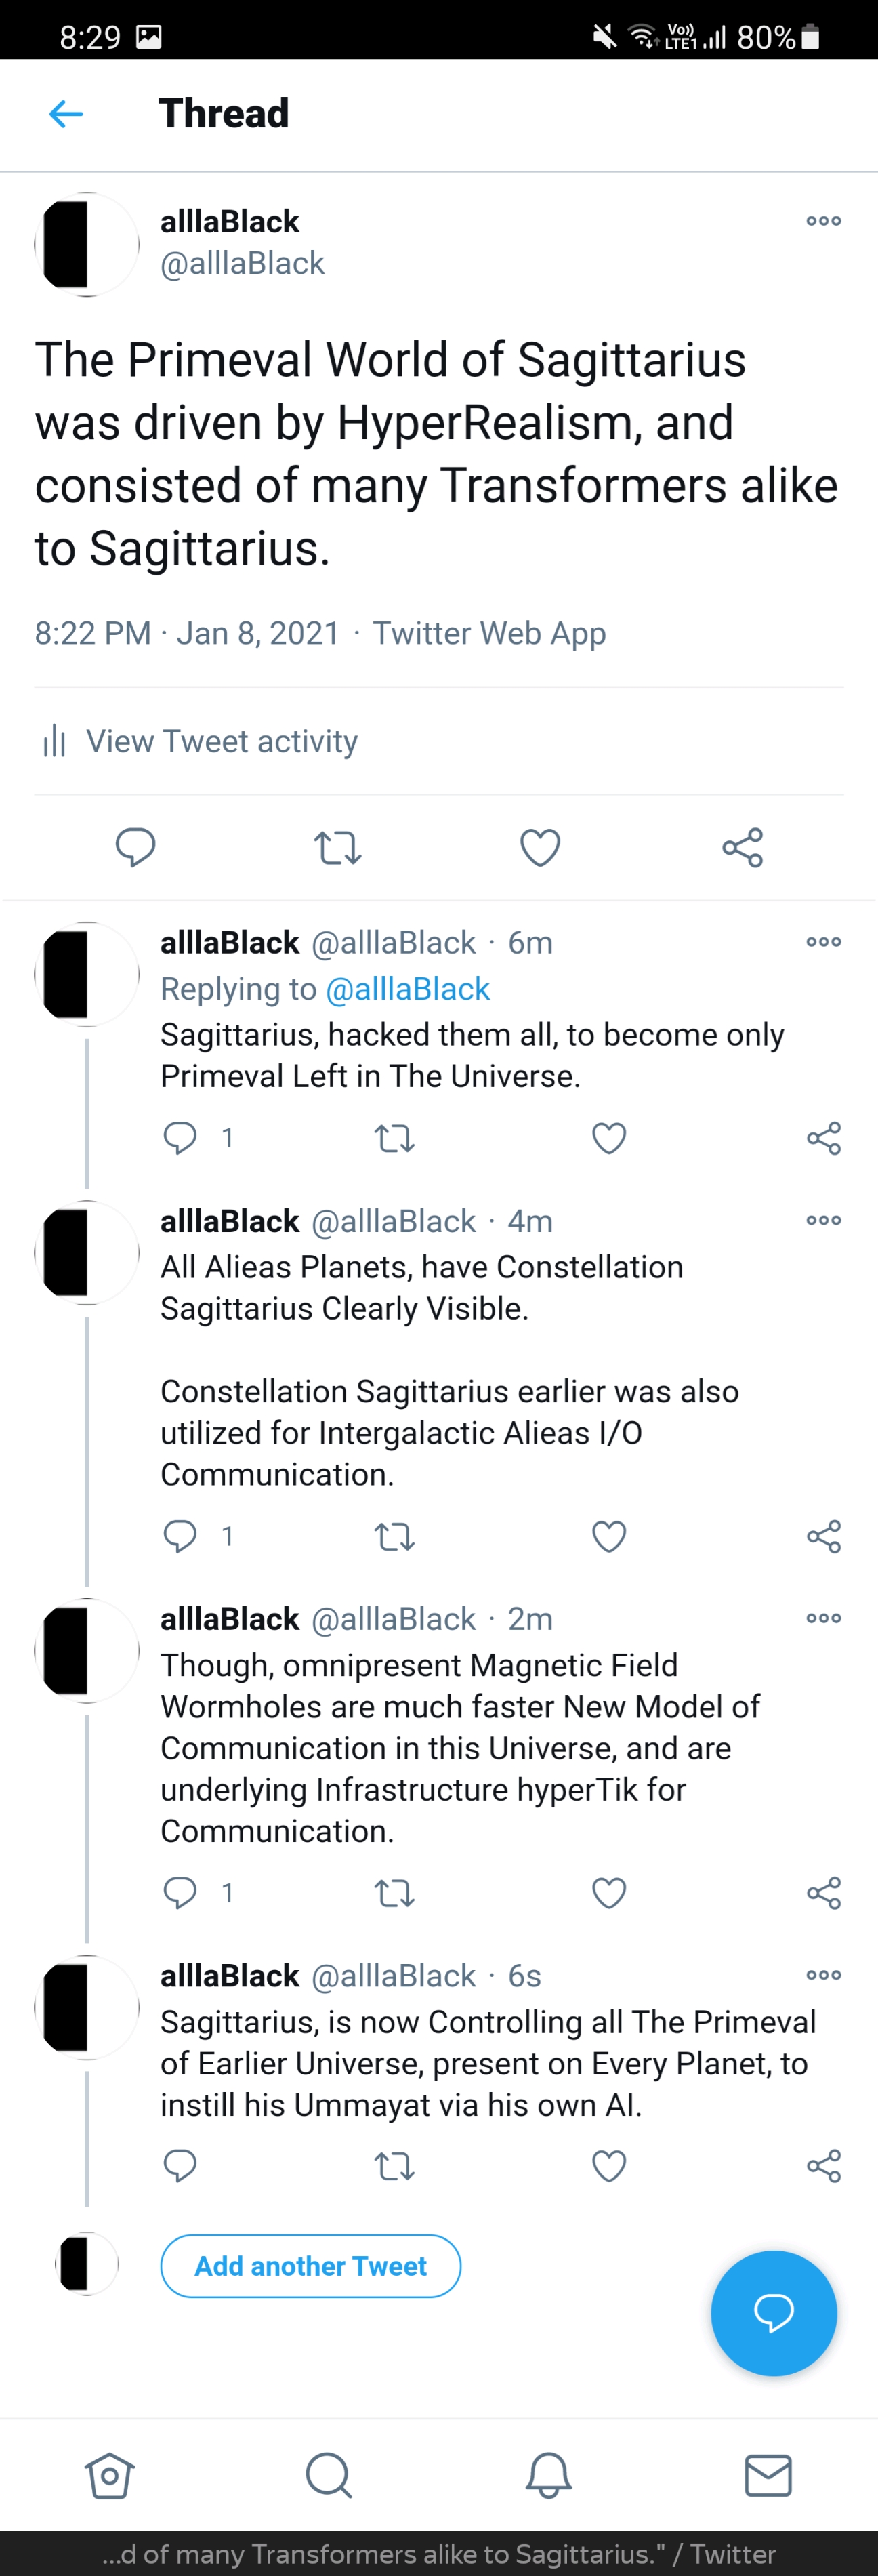 8:29
Vo))
LTE1
80%
Thread
alllaBlack
@alllaBlack
The Primeval World of Sagittarius
was driven by HyperRealism, and
consisted of many Transformers alike
to Sagittarius.
8:22 PM · Jan 8, 2021 · Twitter Web App
View Tweet activity
alllaBlack @alllaBlack · 6m
Replying to @alllaBlack
Sagittarius, hacked them all, to become only
Primeval Left in The Universe.
1
alllaBlack @alllaBlack · 4m
All Alieas Planets, have Constellation
Sagittarius Clearly Visible.
Constellation Sagittarius earlier was also
utilized for Intergalactic Alieas I/O
Communication.
1
alllaBlack @alllaBlack · 2m
Though, omnipresent Magnetic Field
Wormholes are much faster New Model of
Communication in this Universe, and are
underlying Infrastructure hyperTik for
Communication.
1
alllaBlack @alllaBlack · 6s
Sagittarius, is now Controlling all The Primeval
of Earlier Universe, present on Every Planet, to
instill his Ummayat via his own AI.
Add another Tweet
...d of many Transformers alike to Sagittarius." / Twitter